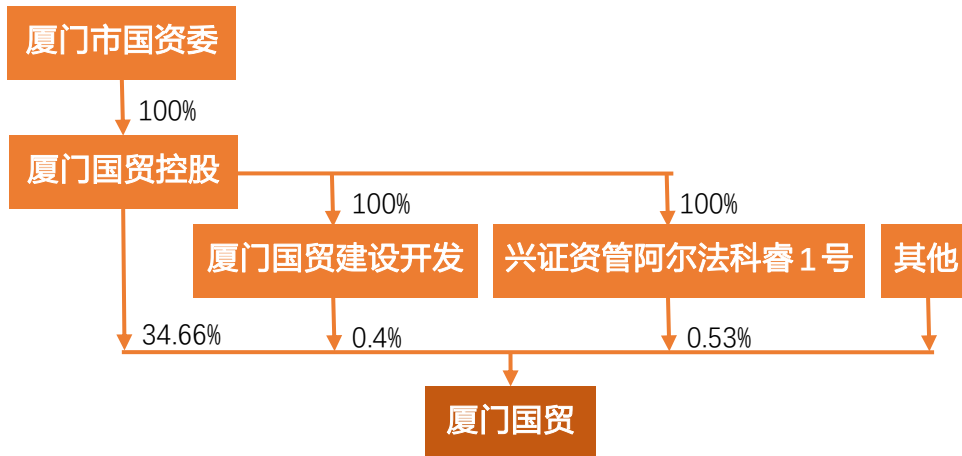 厦门市国资委
100%
厦门国贸控股
100%
100%
厦门国贸建设开发
兴证资管阿尔法科睿1号
其他
34.66%
0.4%
0.53%
厦门国贸